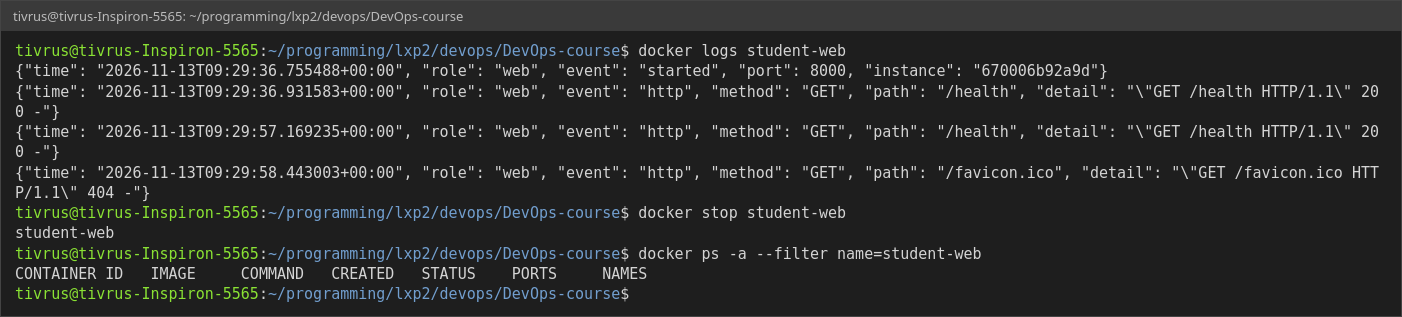 tivrus@tivrus-Inspiron-5565: ~/programming/lxp2/devops/DevOps-course
tivrus@tivrus-Inspiron-5565:~/programming/lxp2/devops/DevOps-course$ docker logs student-web
{"time": "2026-11-13T09:29:36.755488+00:00", "role": "web", "event": "started", "port": 8000, "instance": "670006b92a9d"}
{"time": "2026-11-13T09:29:36.931583+00:00", "role": "web", "event": "http", "method": "GET", "path": "/health", "detail": "\"GET /health HTTP/1.1\" 20
0 -"}
{"time": "2026-11-13T09:29:57.169235+00:00", "role": "web", "event": "http", "method": "GET", "path": "/health", "detail": "\"GET /health HTTP/1.1\" 20
0 -"}
{"time": "2026-11-13T09:29:58.443003+00:00", "role": "web", "event": "http", "method": "GET", "path": "/favicon.ico", "detail": "\"GET /favicon.ico HTT
P/1.1\" 404 -"}
tivrus@tivrus-Inspiron-5565:~/programming/lxp2/devops/DevOps-course$ docker stop student-web
student-web
tivrus@tivrus-Inspiron-5565:~/programming/lxp2/devops/DevOps-course$ docker ps -a --filter name=student-web
CONTAINER ID   IMAGE     COMMAND   CREATED   STATUS    PORTS     NAMES
tivrus@tivrus-Inspiron-5565:~/programming/lxp2/devops/DevOps-course$